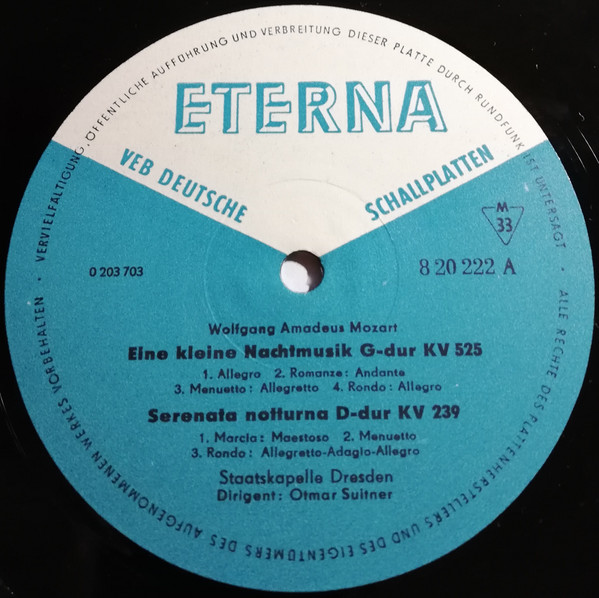 ALLE RECHTE DES PLATTENHERSTELLERS UND DES EIGENTÜMERS DES AUFGENOMMENEN WERKES VORBEHALTEN · VERVIELFÄLTIGUNG, ÖFFENTLICHE AUFFÜHRUNG UND VERBREITUNG DIESER PLATTE DURCH RUNDFUNK IST UNTERSAGT ·
ETERNA
VEB DEUTSCHE SCHALLPLATTEN
M
33
0 203 703
8 20 222 A
Wolfgang Amadeus Mozart
Eine kleine Nachtmusik G-dur KV 525
1. Allegro 2. Romanze: Andante
3. Menuetto: Allegretto 4. Rondo: Allegro
Serenata notturna D-dur KV 239
1. Marcia: Maestoso 2. Menuetto
3. Rondo: Allegretto-Adagio-Allegro
Staatskapelle Dresden
Dirigent: Otmar Suitner